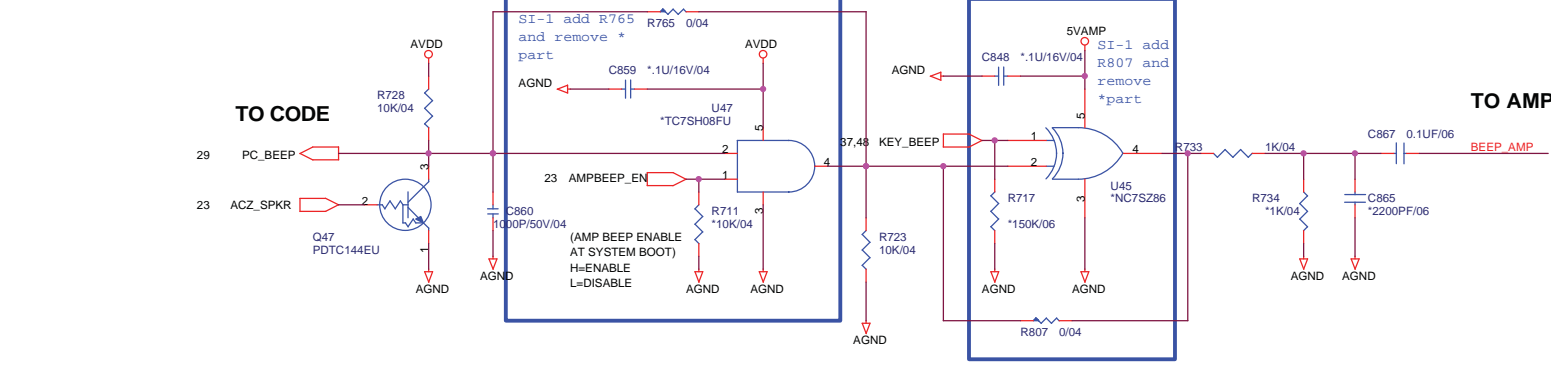 SI-1 add R765
and remove *
part
R765 0/04
AVDD
R728
10K/04
TO CODE
29 PC_BEEP
23 ACZ_SPKR
3
2
1
Q47
PDTC144EU
AGND
C860
1000P/50V/04
AGND
AGND
C859 *.1U/16V/04
AVDD
U47
*TC7SH08FU
5
2
1
4
3
23 AMPBEEP_EN
R711
*10K/04
(AMP BEEP ENABLE
AT SYSTEM BOOT)
H=ENABLE
L=DISABLE
AGND
AGND
37,48 KEY_BEEP
R723
10K/04
AGND
AGND
C848 *.1U/16V/04
5VAMP
SI-1 add
R807 and
remove
*part
5
1
2
4
3
R717
*150K/06
U45
*NC7SZ86
AGND
AGND
R807 0/04
R733 1K/04
R734
*1K/04
C865
*2200PF/06
AGND
AGND
TO AMP
C867 0.1UF/06
BEEP_AMP